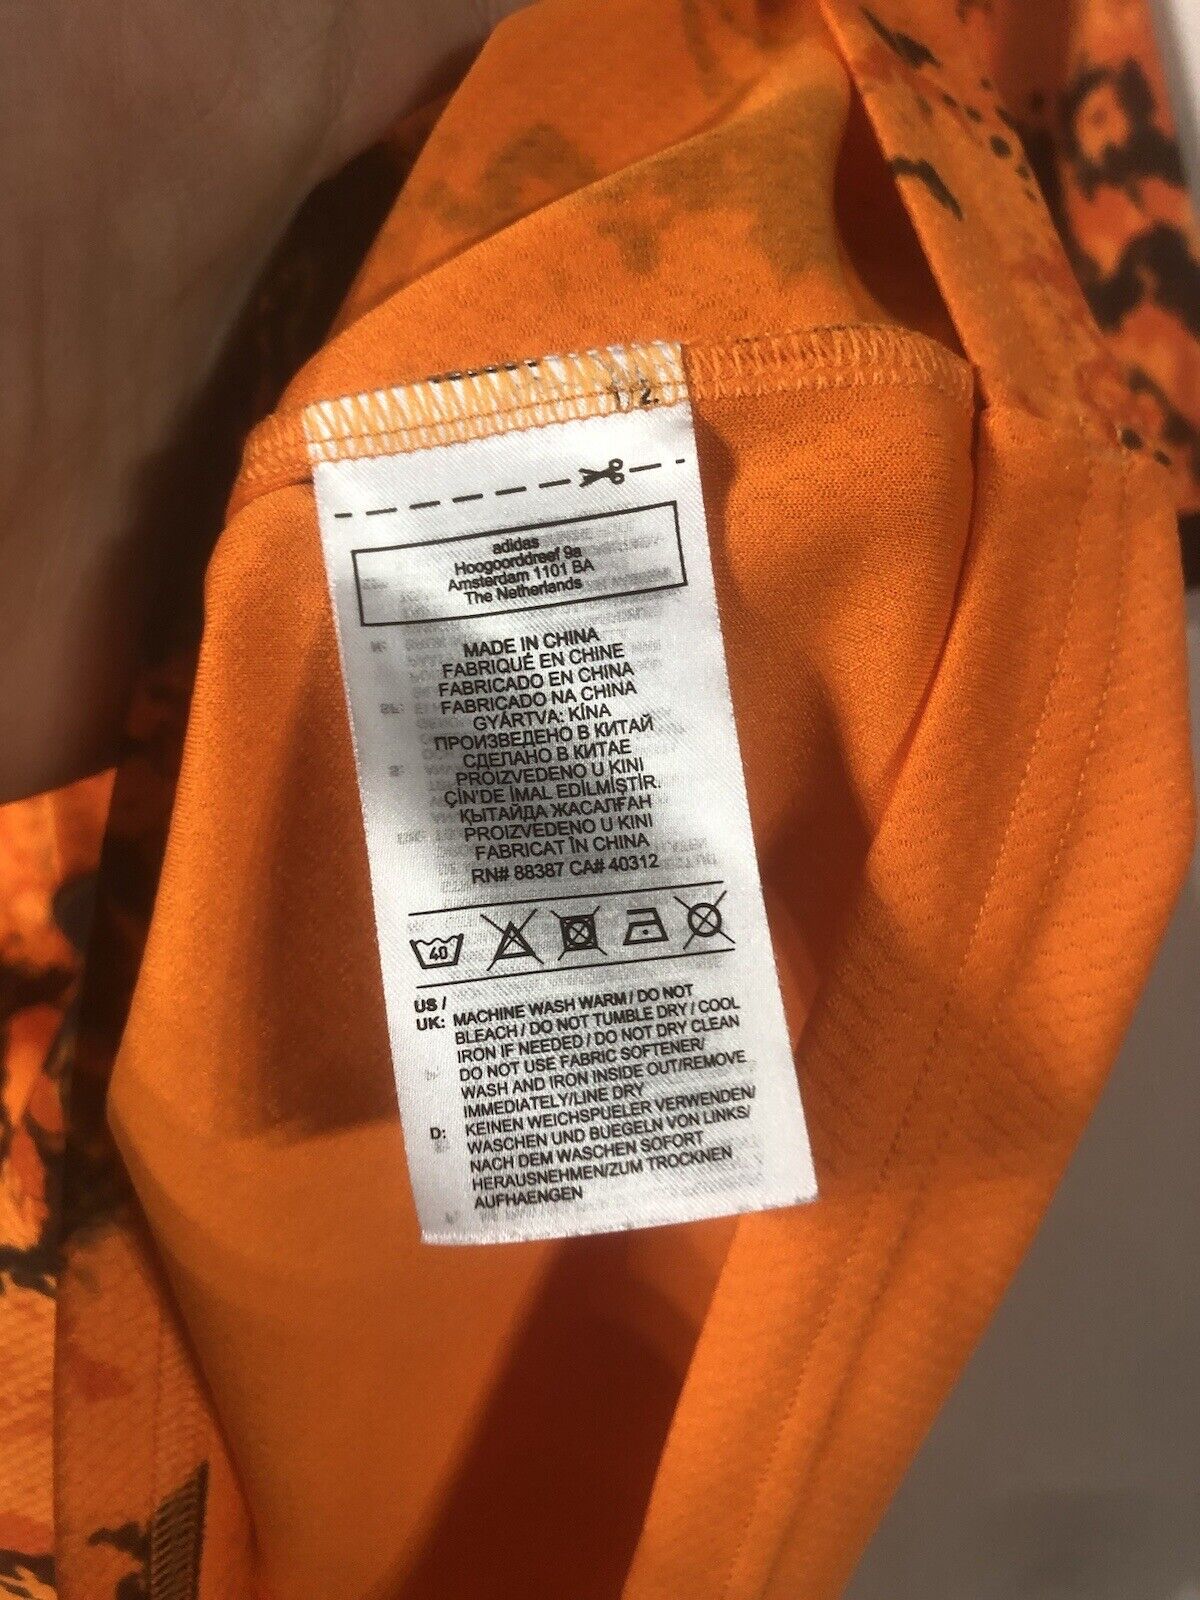 1/2.
adidas
Hoogoorddreef 9a
Amsterdam 1101 BA
The Netherlands
MADE IN CHINA
FABRIQUÉ EN CHINE
FABRICADO EN CHINA
FABRICADO NA CHINA
GYÁRTVA: KÍNA
ПРОИЗВЕДЕНО В КИТАЙ
СДЕЛАНО В КИТАЕ
PROIZVEDENO U KINI
ÇİN'DE İMAL EDİLMİŞTİR.
ҚЫТАЙДА ЖАСАЛҒАН
PROIZVEDENO U KINI
FABRICAT ÎN CHINA
RN# 88387 CA# 40312
40
US /
UK: MACHINE WASH WARM / DO NOT
BLEACH / DO NOT TUMBLE DRY / COOL
IRON IF NEEDED / DO NOT DRY CLEAN
DO NOT USE FABRIC SOFTENER/
WASH AND IRON INSIDE OUT/REMOVE
IMMEDIATELY/LINE DRY
D: KEINEN WEICHSPUELER VERWENDEN/
WASCHEN UND BUEGELN VON LINKS/
NACH DEM WASCHEN SOFORT
HERAUSNEHMEN/ZUM TROCKNEN
AUFHAENGEN